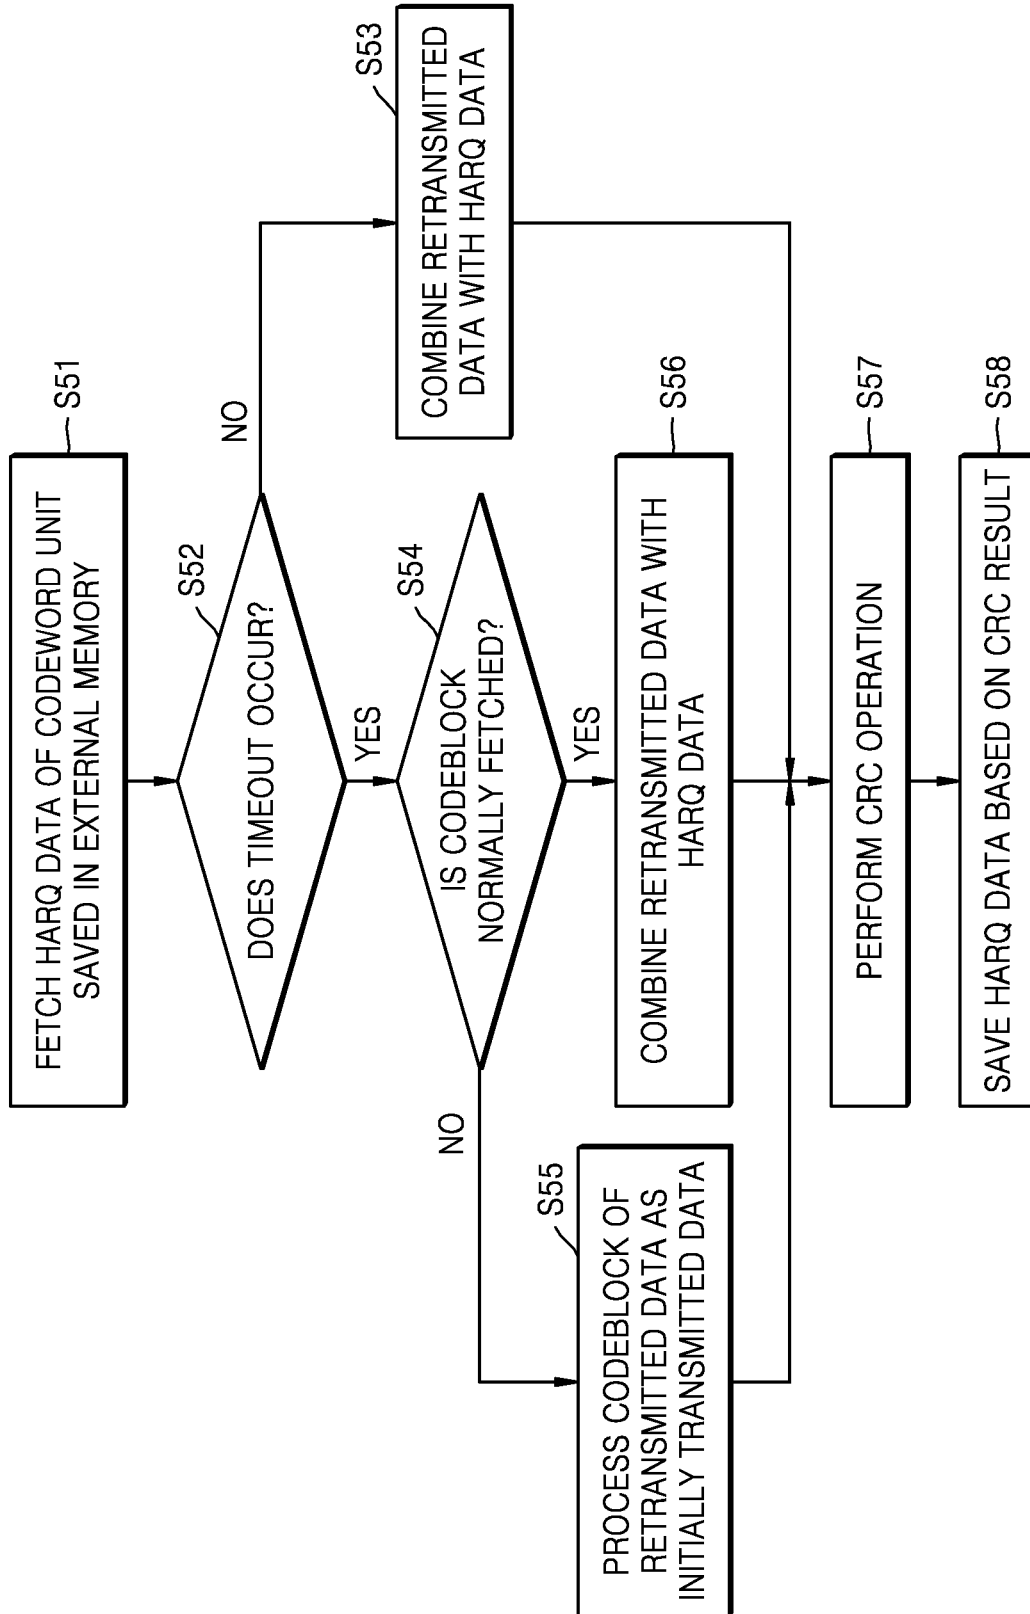 S51
FETCH HARQ DATA OF CODEWORD UNIT
SAVED IN EXTERNAL MEMORY
S52
DOES TIMEOUT OCCUR?
NO
YES
S53
COMBINE RETRANSMITTED
DATA WITH HARQ DATA
S54
IS CODEBLOCK
NORMALLY FETCHED?
NO
YES
S55
PROCESS CODEBLOCK OF
RETRANSMITTED DATA AS
INITIALLY TRANSMITTED DATA
S56
COMBINE RETRANSMITTED DATA WITH
HARQ DATA
S57
PERFORM CRC OPERATION
S58
SAVE HARQ DATA BASED ON CRC RESULT